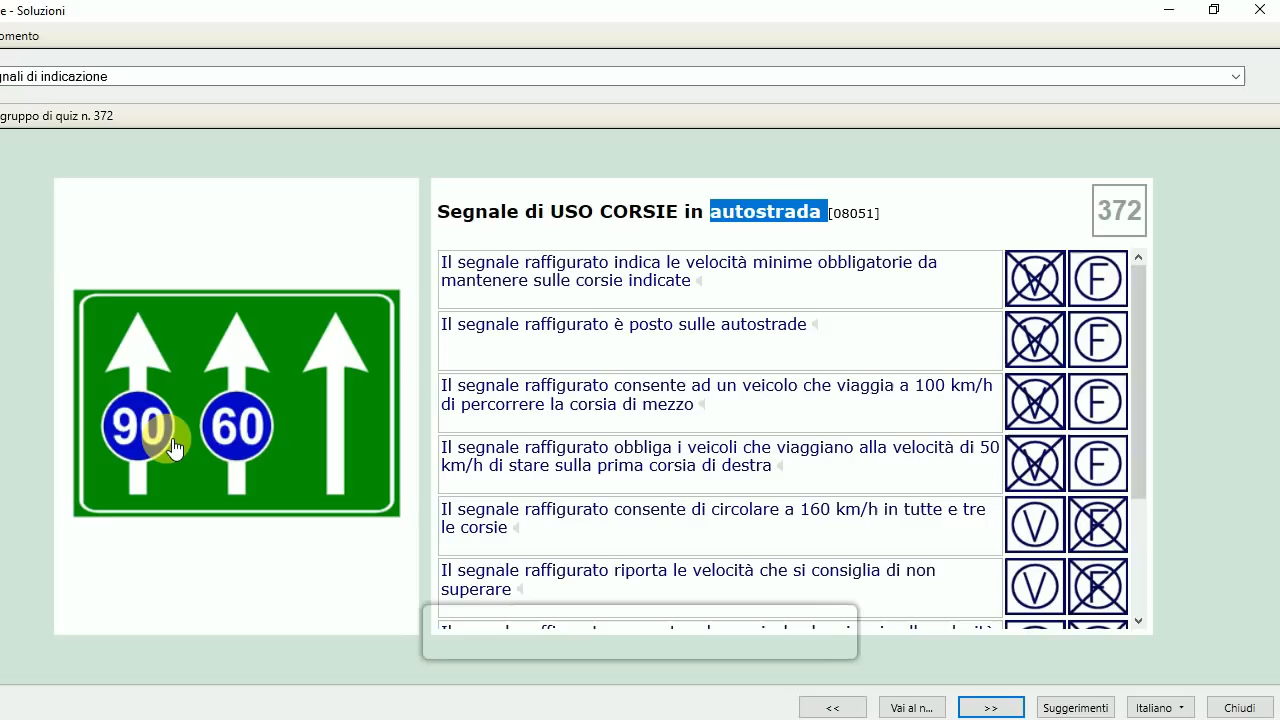 e - Soluzioni
omento
gnali di indicazione
gruppo di quiz n. 372
Segnale di USO CORSIE in autostrada [08051]
372
90 60
Il segnale raffigurato indica le velocità minime obbligatorie da
mantenere sulle corsie indicate
V F
Il segnale raffigurato è posto sulle autostrade
V F
Il segnale raffigurato consente ad un veicolo che viaggia a 100 km/h
di percorrere la corsia di mezzo
V F
Il segnale raffigurato obbliga i veicoli che viaggiano alla velocità di 50
km/h di stare sulla prima corsia di destra
V F
Il segnale raffigurato consente di circolare a 160 km/h in tutte e tre
le corsie
V F
Il segnale raffigurato riporta le velocità che si consiglia di non
superare
V F
<< Vai al n... >> Suggerimenti Italiano Chiudi